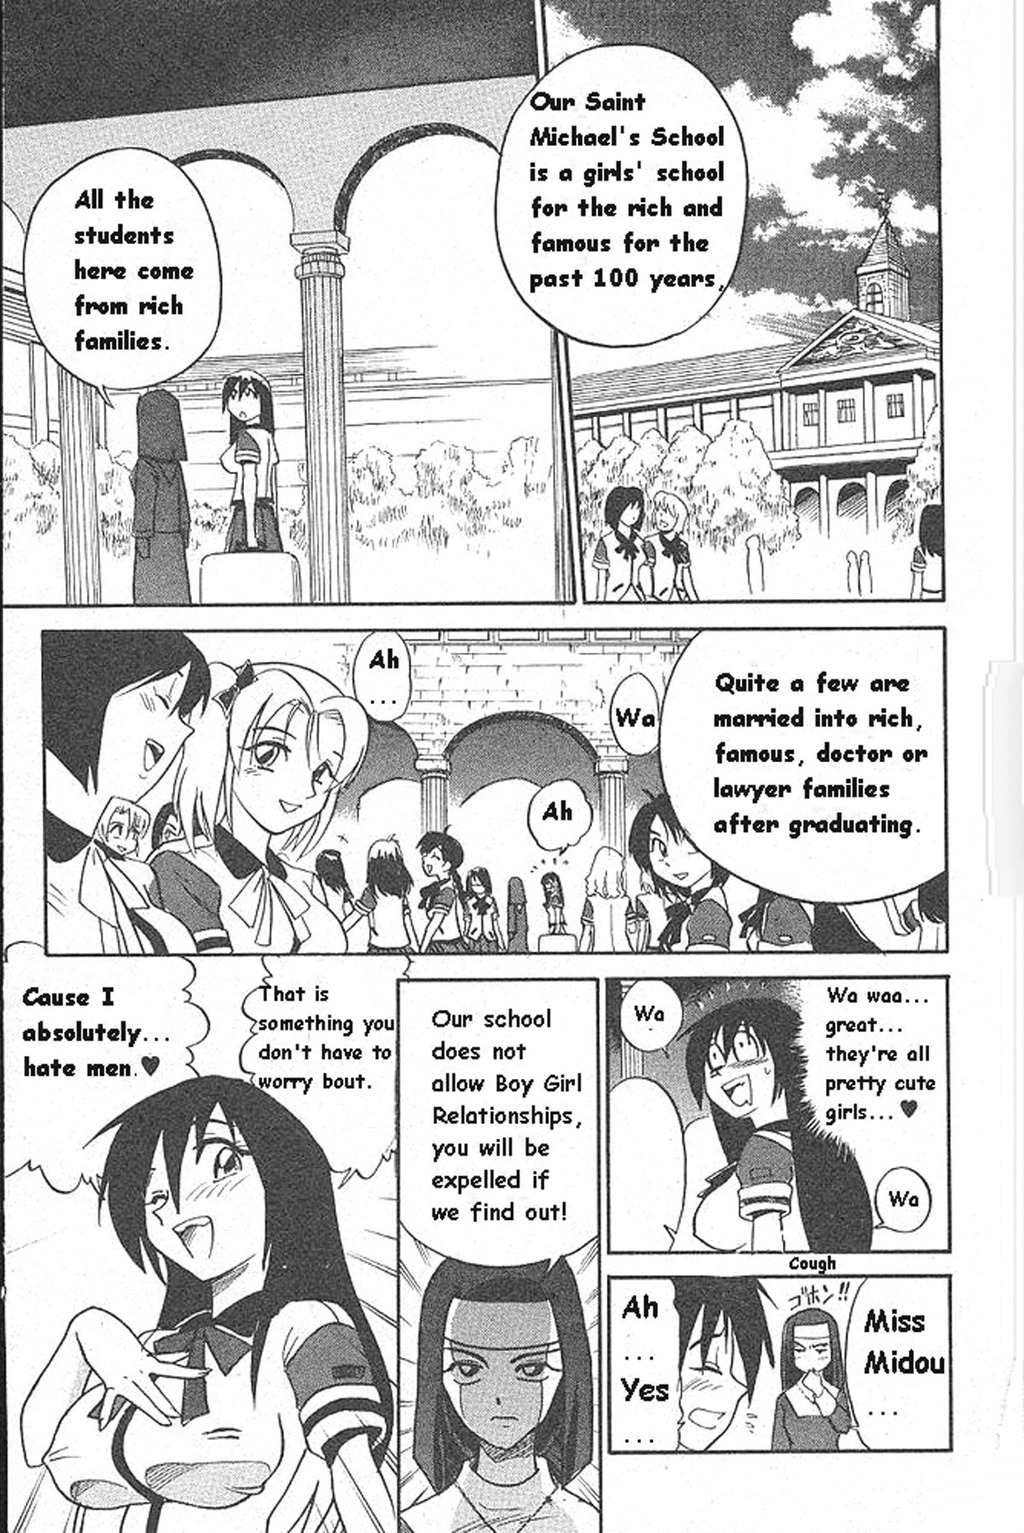 Our Saint
Michael's School
is a girls' school
for the rich and
famous for the
past 100 years,
All the
students
here come
from rich
families.
Quite a few are
married into rich,
famous, doctor or
lawyer families
after graduating.
Wa
Ah
Ah
...
Wa
Wa waa...
great...
they're all
pretty cute
girls... ♥
Wa
Cough
ゴホン!!
Miss
Midou
...
Ah
...
Yes
...
Our school
does not
allow Boy Girl
Relationships,
you will be
expelled if
we find out!
That is
something you
don't have to
worry bout.
Cause I
absolutely...
hate men.♥